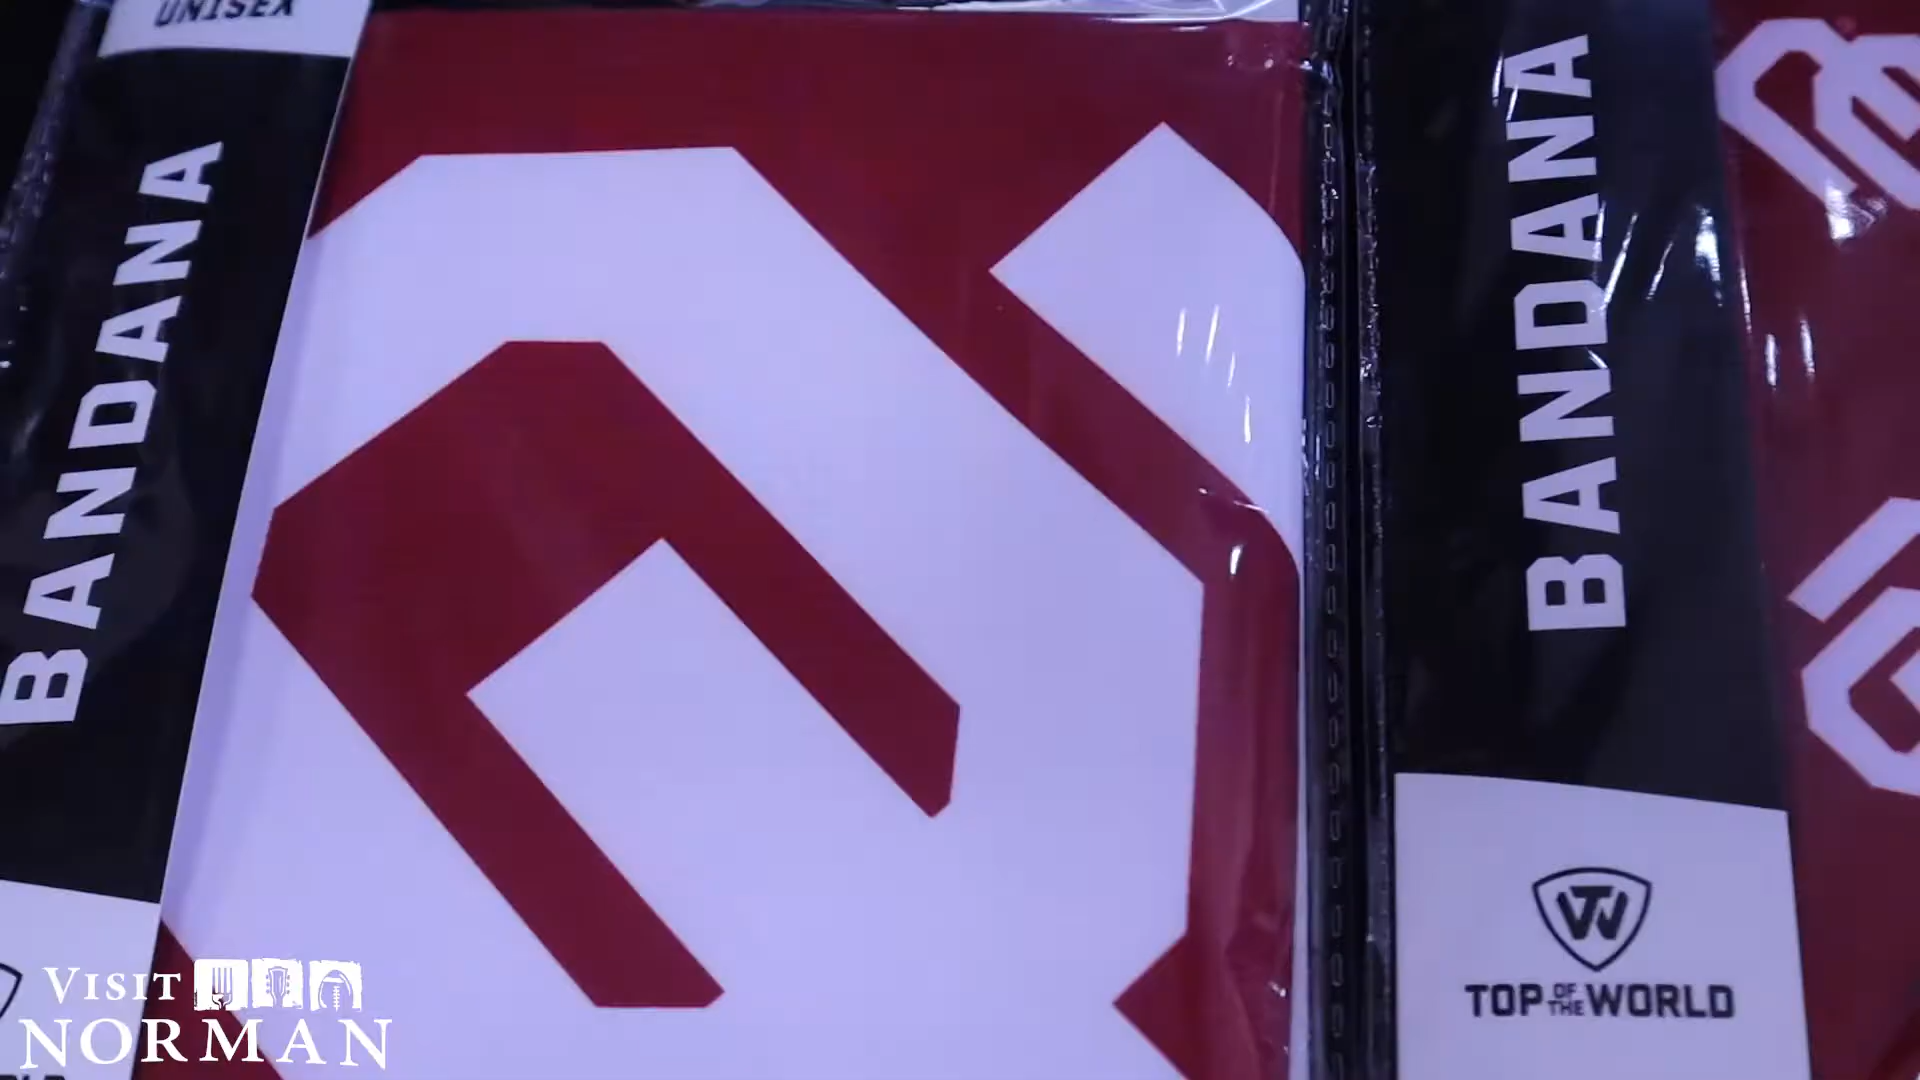 UNISEX
BANDANA
BANDANA
TOP OF THE WORLD
VISIT
NORMAN